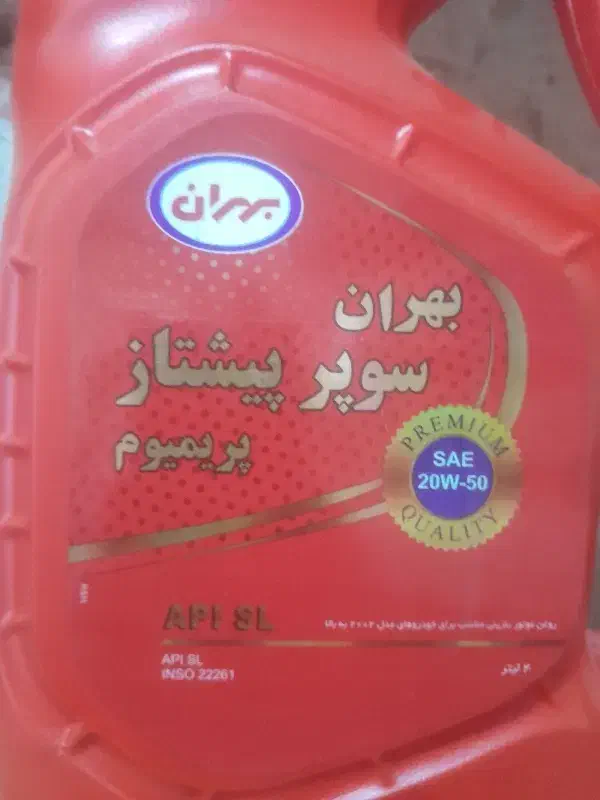 بهران
بهران
سوپر پیشتاز
پریمیوم
PREMIUM
SAE
20W-50
QUALITY
API SL
روغن موتور بنزینی مناسب برای خودروهای مدل ۲۰۰۲ به بالا
API SL
INSO 22261
۴ لیتر